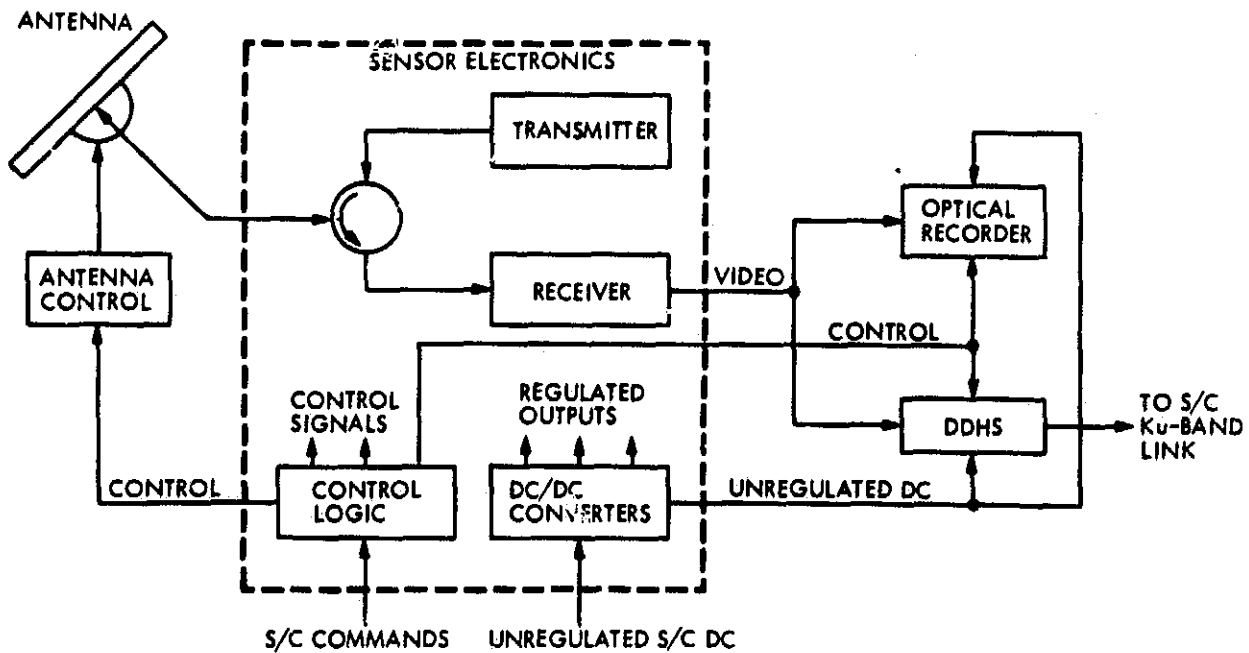 ANTENNA
SENSOR ELECTRONICS
TRANSMITTER
OPTICAL
RECORDER
ANTENNA
CONTROL
RECEIVER
VIDEO
CONTROL
CONTROL
SIGNALS
REGULATED
OUTPUTS
DDHS
TO S/C
Ku-BAND
LINK
CONTROL
CONTROL
LOGIC
DC/DC
CONVERTERS
UNREGULATED DC
S/C COMMANDS
UNREGULATED S/C DC